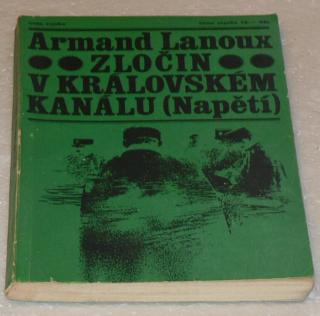 Armand Lanoux
ZLOČIN
V KRÁLOVSKÉM
KANÁLU (Napětí)